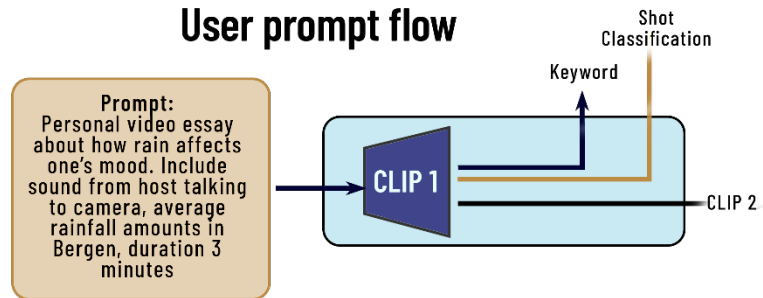 User prompt flow
Shot
Classification
Keyword
Prompt:
Personal video essay
about how rain affects
one's mood. Include
sound from host talking
to camera, average
rainfall amounts in
Bergen, duration 3
minutes
CLIP 1
CLIP 2